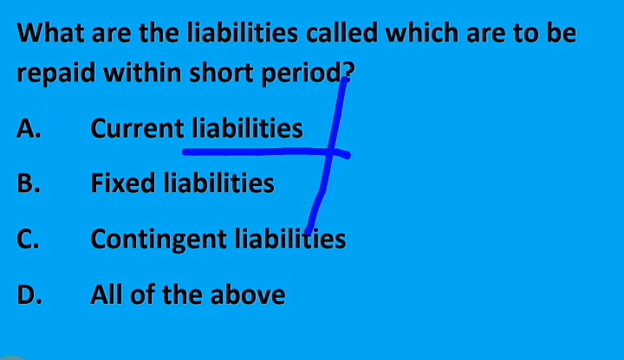 What are the liabilities called which are to be
repaid within short period?
A. Current liabilities
B. Fixed liabilities
C. Contingent liabilities
D. All of the above